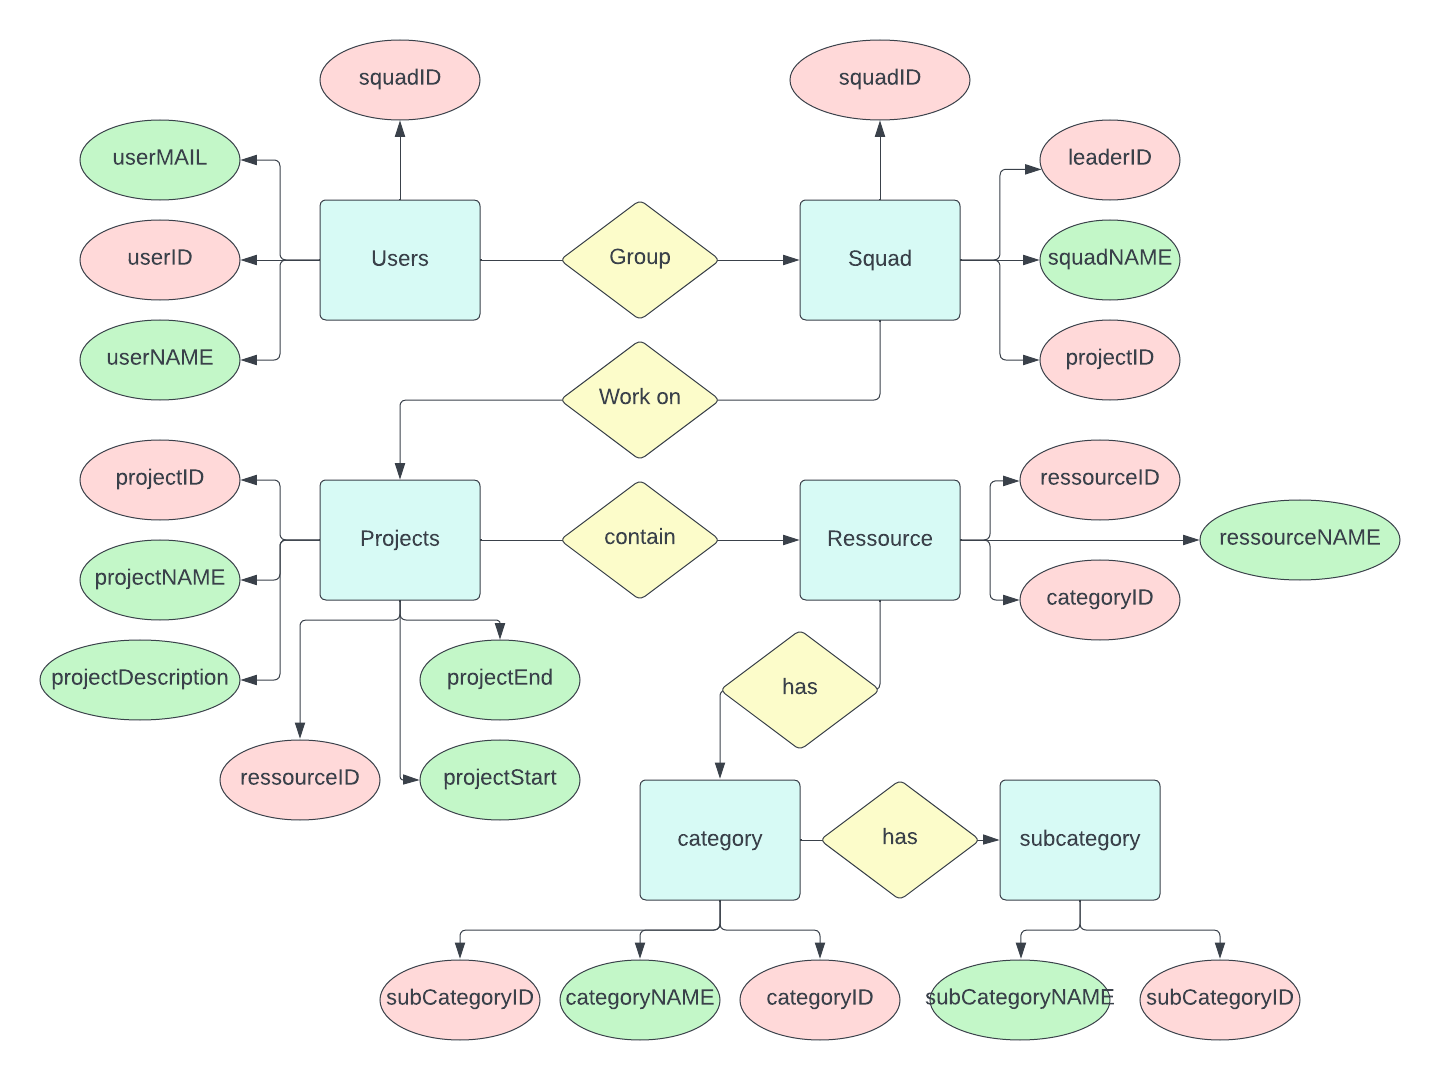 squadID
squadID
userMAIL
leaderID
userID
Users
Group
Squad
squadNAME
userNAME
projectID
Work on
projectID
ressourceID
Projects
contain
Ressource
ressourceNAME
projectNAME
categoryID
projectDescription
projectEnd
has
ressourceID
projectStart
category
has
subcategory
subCategoryID
categoryNAME
categoryID
subCategoryNAME
subCategoryID